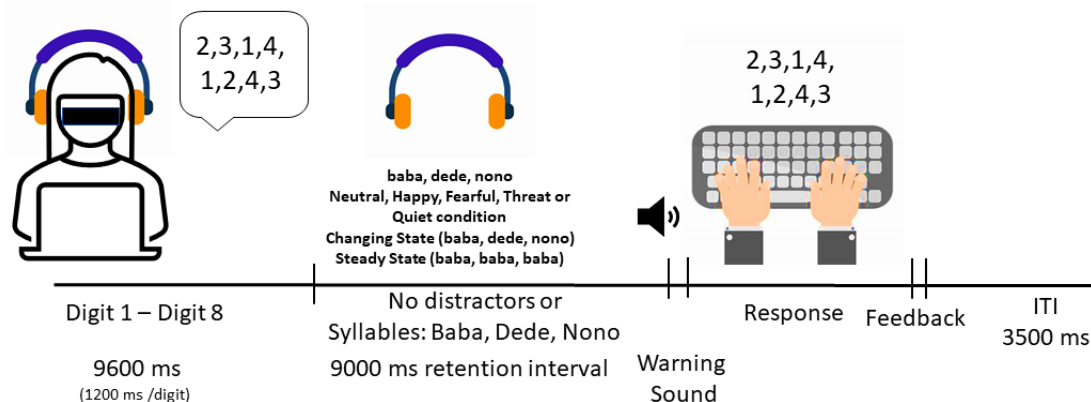 2,3,1,4,
1,2,4,3
baba, dede, nono
Neutral, Happy, Fearful, Threat or
Quiet condition
Changing State (baba, dede, nono)
Steady State (baba, baba, baba)
2,3,1,4,
1,2,4,3
Digit 1 – Digit 8
9600 ms
(1200 ms /digit)
No distractors or
Syllables: Baba, Dede, Nono
9000 ms retention interval
Warning
Sound
Response
Feedback
ITI
3500 ms